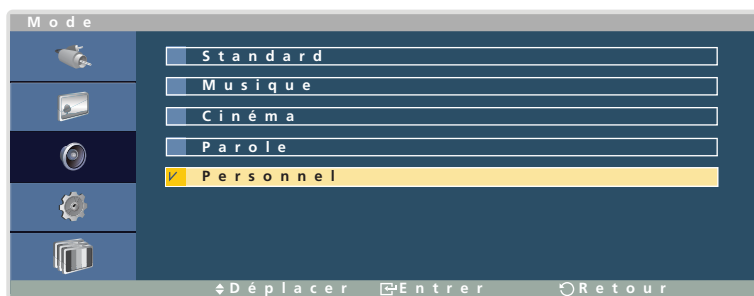 Mode
Standard
Musique
Cinéma
Parole
Personnel
Déplacer Entrer Retour